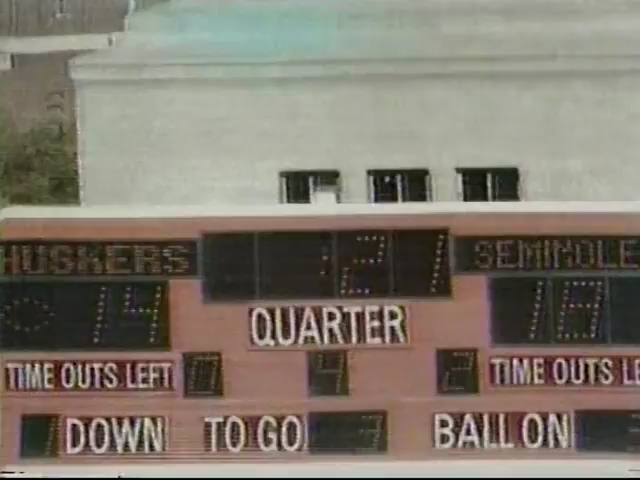 HUSKERS :27 SEMINOLE
14 QUARTER 18
TIME OUTS LEFT 0 4 2 TIME OUTS LE
1 DOWN TO GO BALL ON